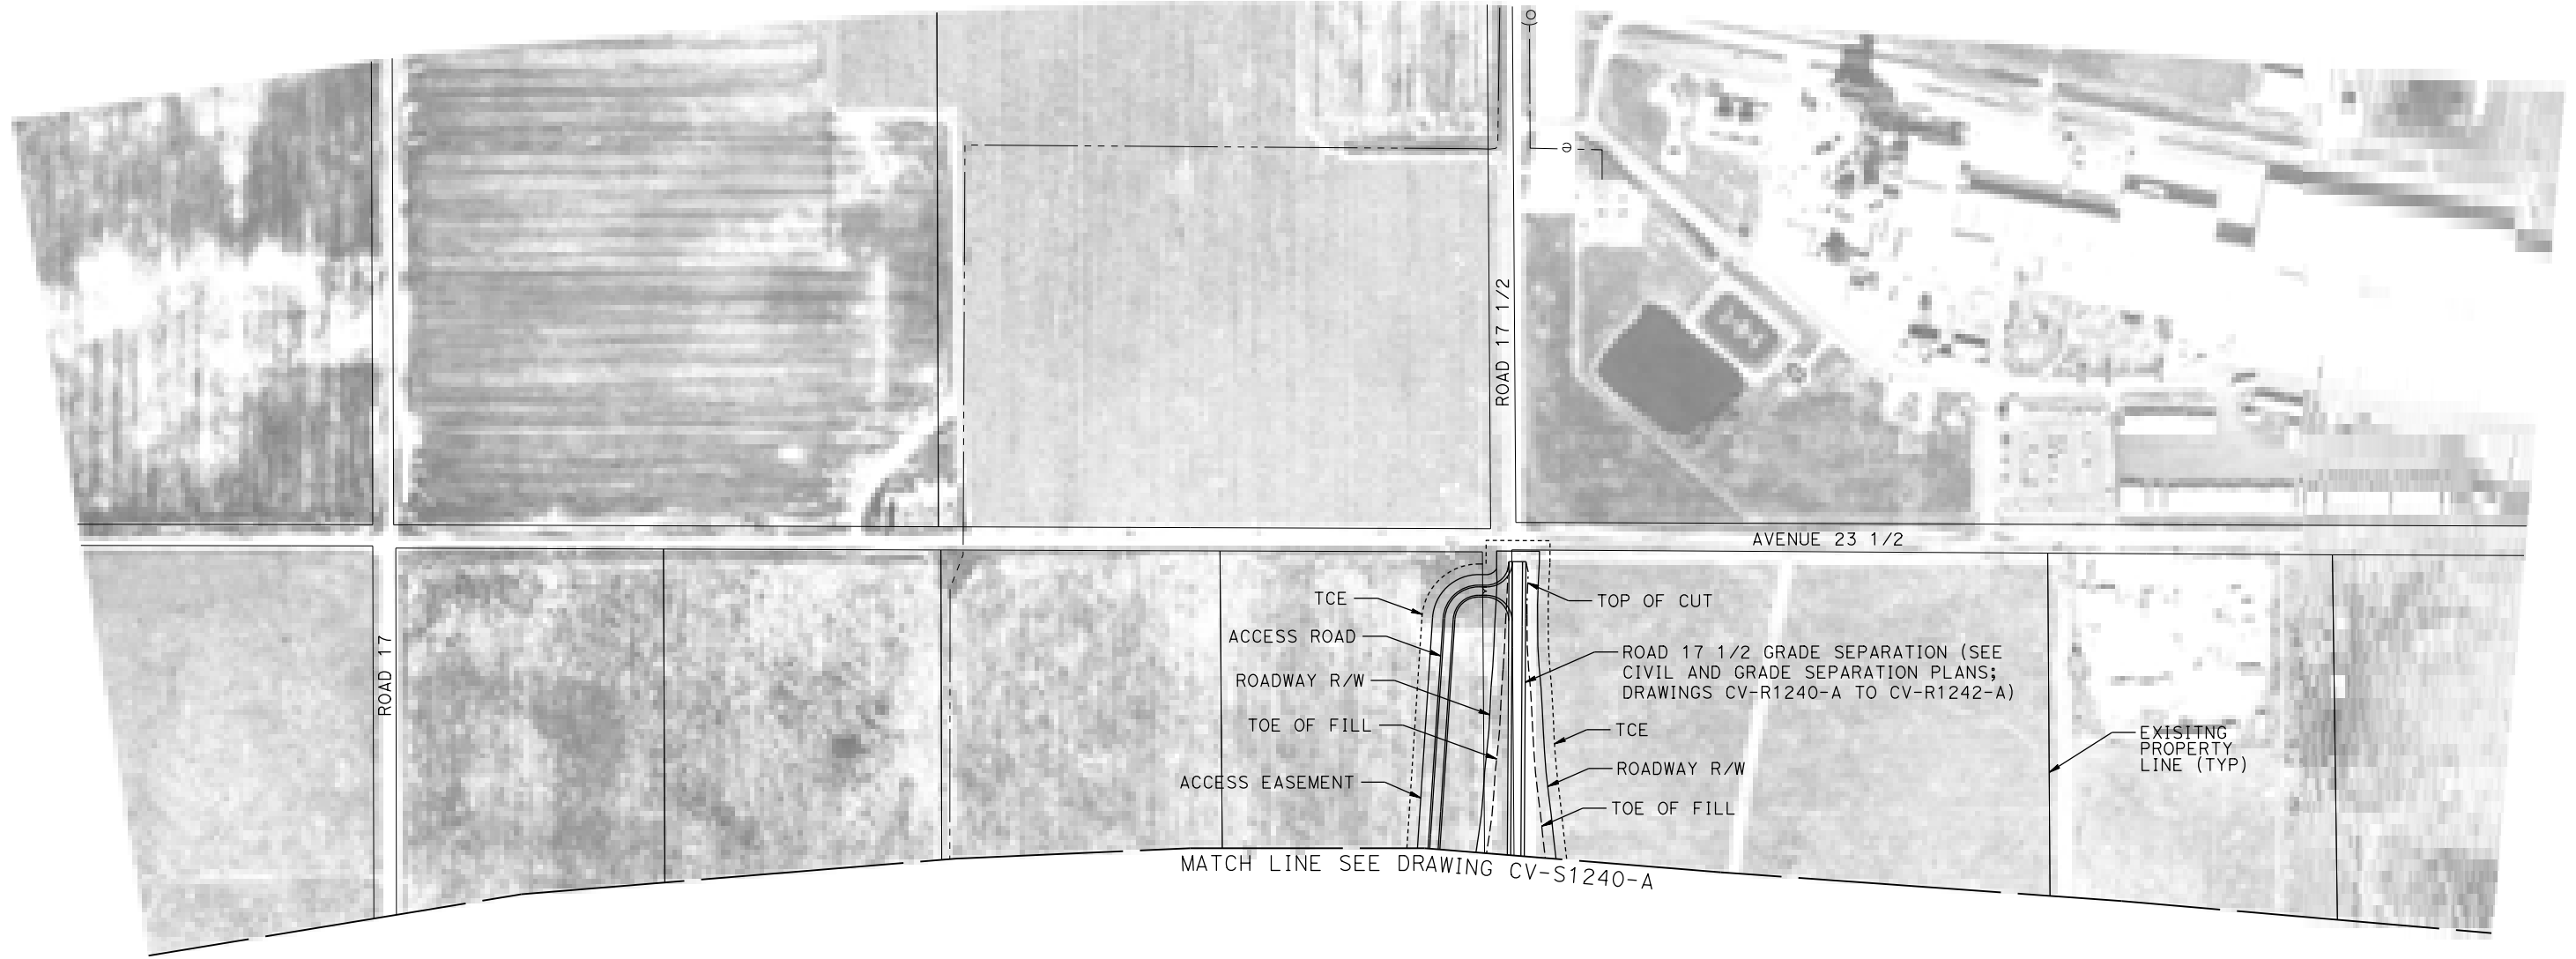 ROAD 17 1/2
AVENUE 23 1/2
ROAD 17
TCE
ACCESS ROAD
ROADWAY R/W
TOE OF FILL
ACCESS EASEMENT
TOP OF CUT
ROAD 17 1/2 GRADE SEPARATION (SEE
CIVIL AND GRADE SEPARATION PLANS;
DRAWINGS CV-R1240-A TO CV-R1242-A)
TCE
ROADWAY R/W
TOE OF FILL
EXISITNG
PROPERTY
LINE (TYP)
MATCH LINE SEE DRAWING CV-S1240-A